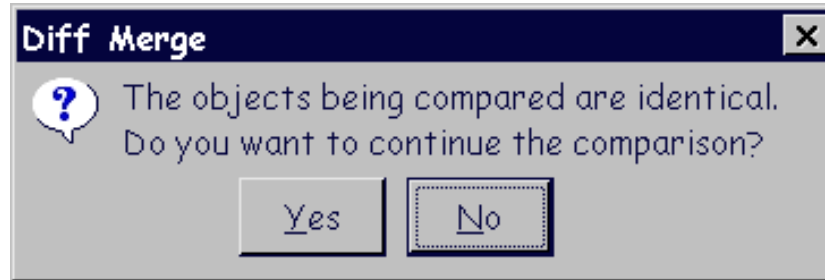 Diff Merge
The objects being compared are identical.
Do you want to continue the comparison?
Yes No